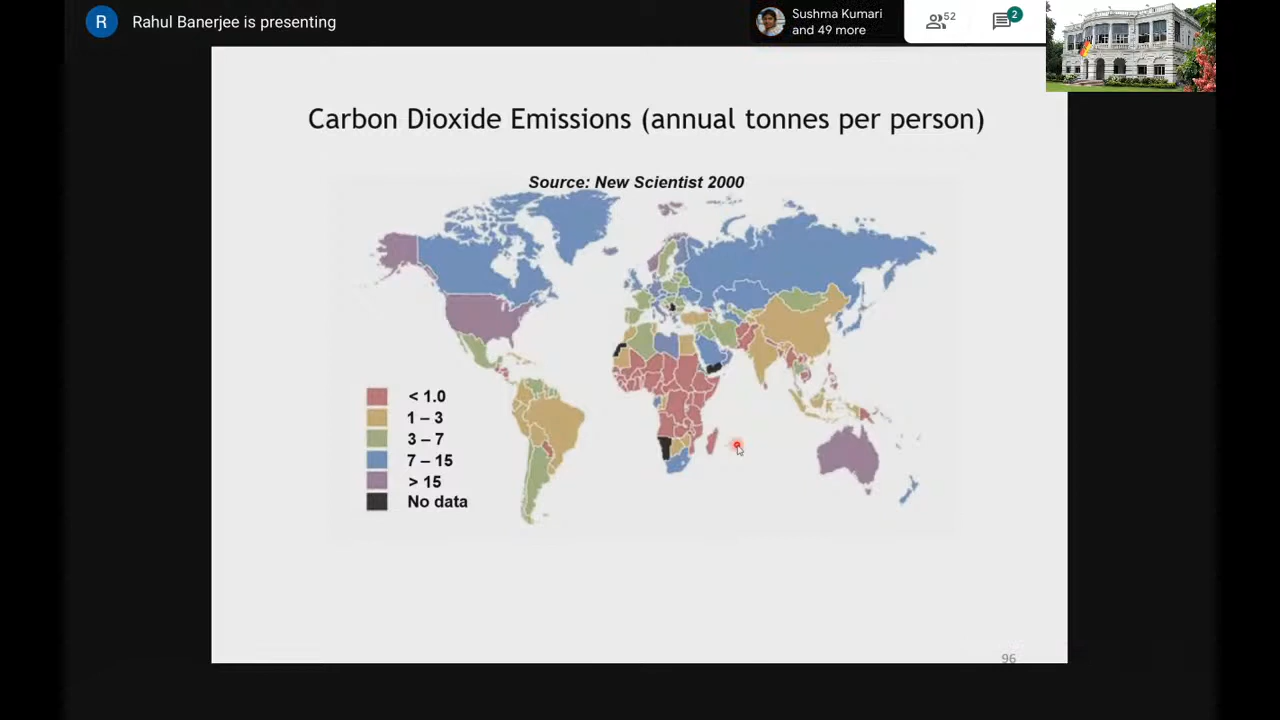 R
Rahul Banerjee is presenting
Sushma Kumari
and 49 more
52
2
Carbon Dioxide Emissions (annual tonnes per person)
Source: New Scientist 2000
< 1.0
1 – 3
3 – 7
7 – 15
> 15
No data
96